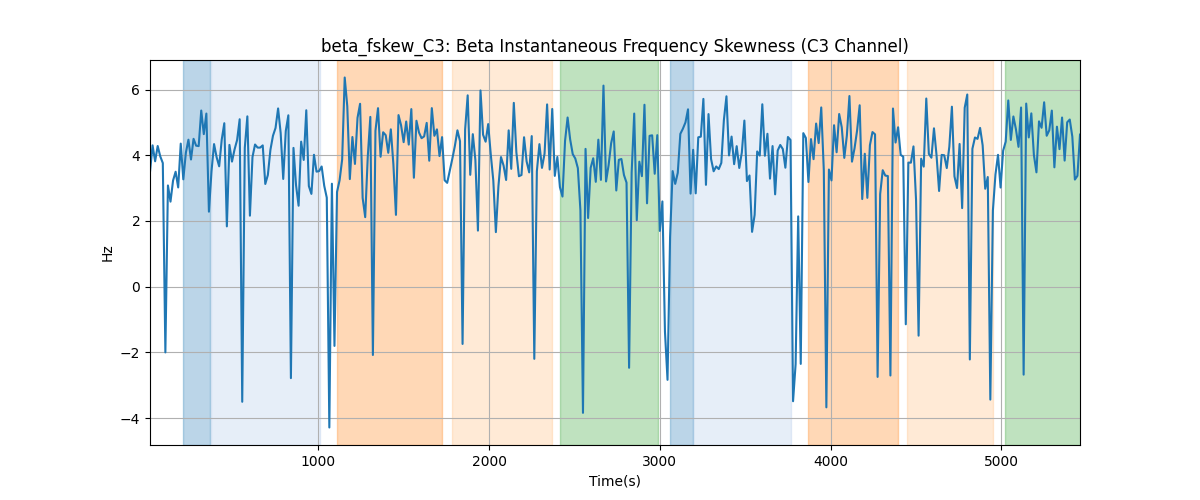 beta_fskew_C3: Beta Instantaneous Frequency Skewness (C3 Channel)
6
4
2
0
−2
−4
Hz
1000 2000 3000 4000 5000
Time(s)